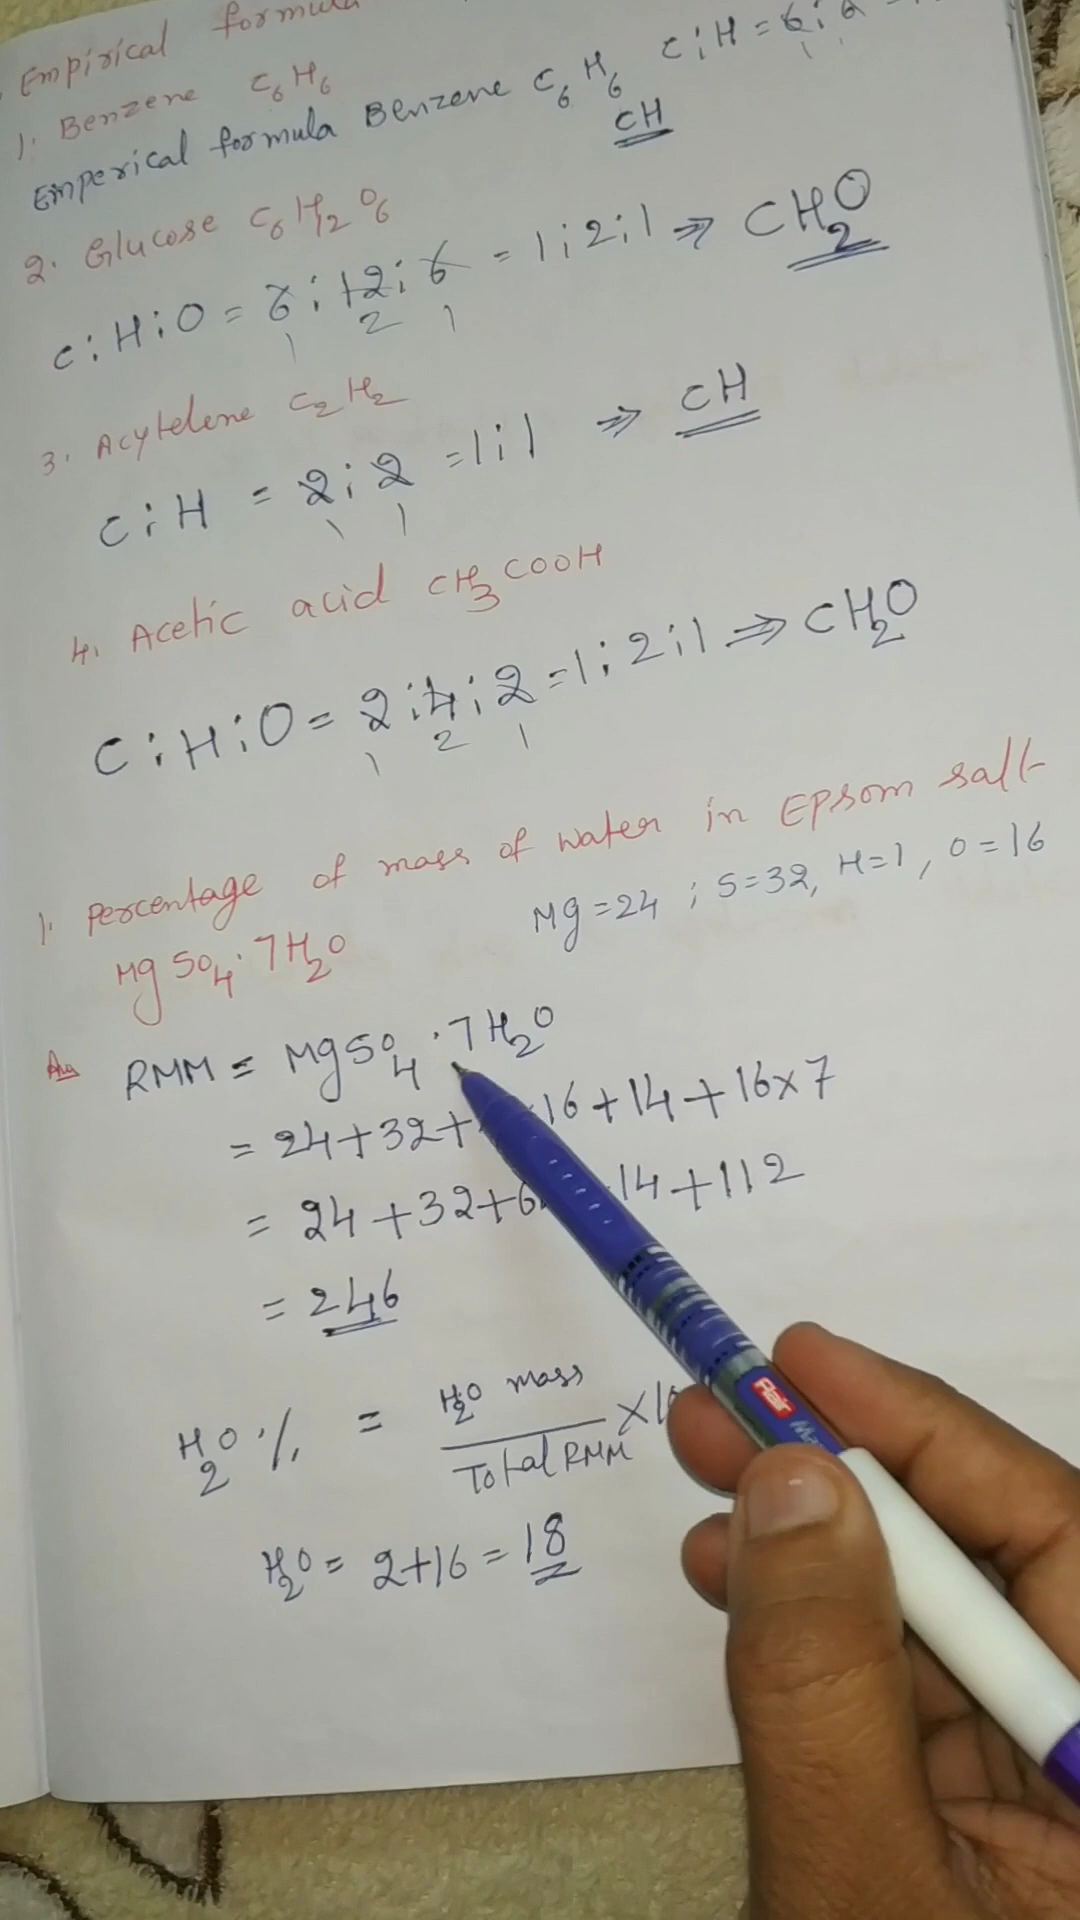 Empirical formula
1. Benzene C6H6
Emperical formula Benzene C6H6 C:H = 6:6
1
CH
2. Glucose C6H12O6
C:H:O = 6:12:6 = 1:2:1 ⇒ CH2O
1 2 1
3. Acytelene C2H2
C:H = 2:2 = 1:1 ⇒ CH
1 1
4. Acetic acid CH3COOH
C:H:O = 2:4:2 = 1:2:1 ⇒ CH2O
1 2 1
1. Percentage of mass of water in Epsom salt
MgSO4.7H2O Mg=24; S=32, H=1, O=16
Ans RMM = MgSO4.7H2O
= 24+32+ 16+14+16x7
= 24+32+6 14+112
= 246
H2O % = H2O mass
Total RMM x
H2O = 2+16 = 18
Flair